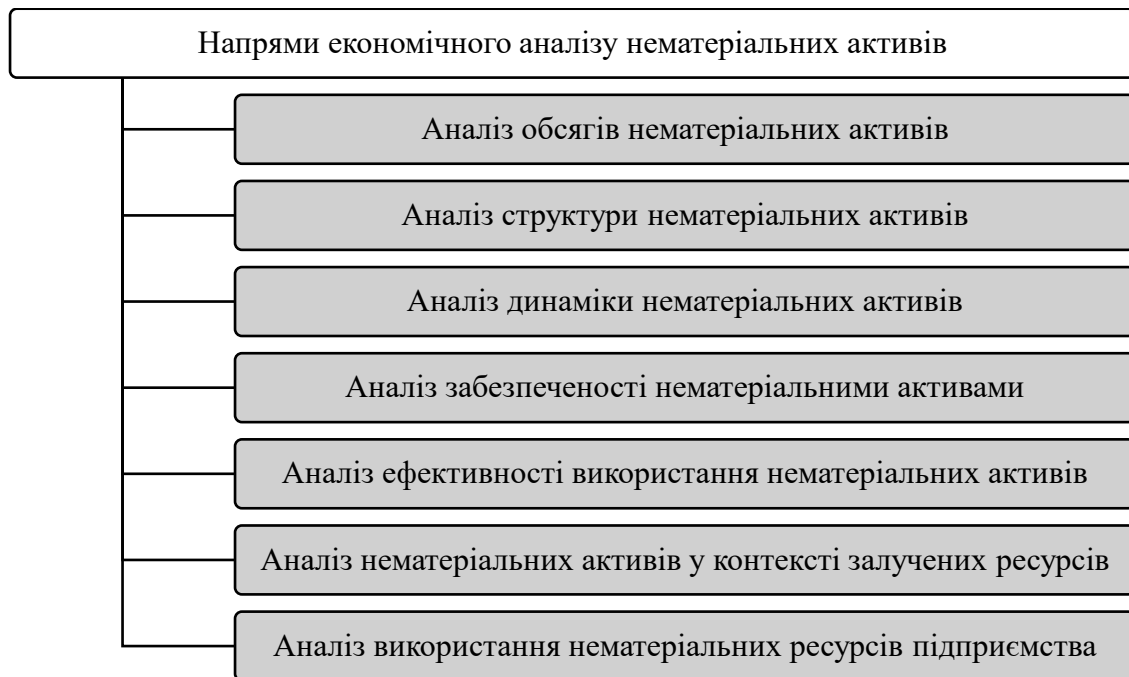 Напрями економічного аналізу нематеріальних активів
Аналіз обсягів нематеріальних активів
Аналіз структури нематеріальних активів
Аналіз динаміки нематеріальних активів
Аналіз забезпеченості нематеріальними активами
Аналіз ефективності використання нематеріальних активів
Аналіз нематеріальних активів у контексті залучених ресурсів
Аналіз використання нематеріальних ресурсів підприємства